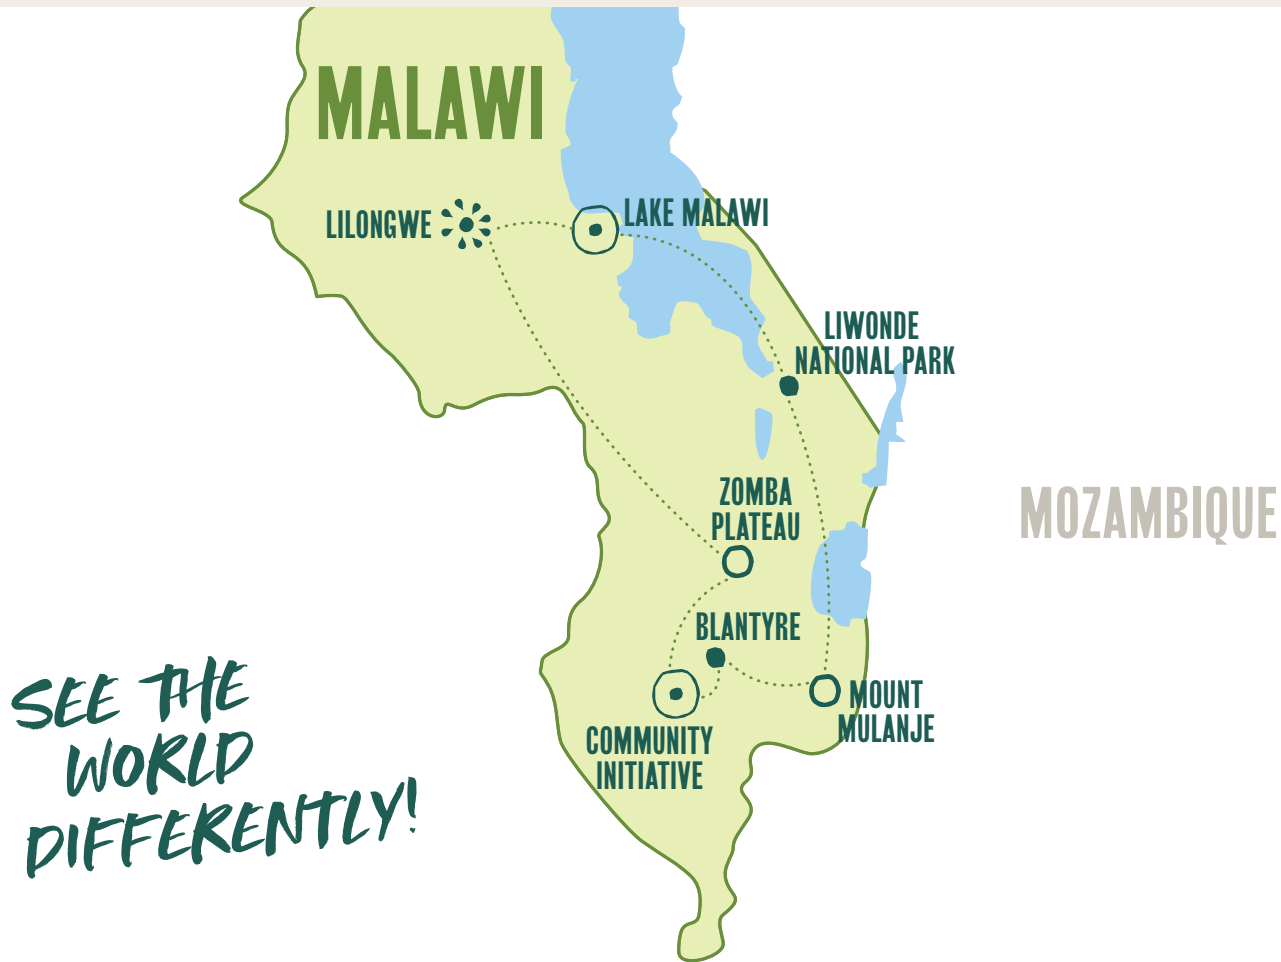 MALAWI
LILONGWE
LAKE MALAWI
LIWONDE
NATIONAL PARK
ZOMBA
PLATEAU
MOZAMBIQUE
BLANTYRE
MOUNT
MULANJE
COMMUNITY
INITIATIVE
SEE THE
WORLD
DIFFERENTLY!